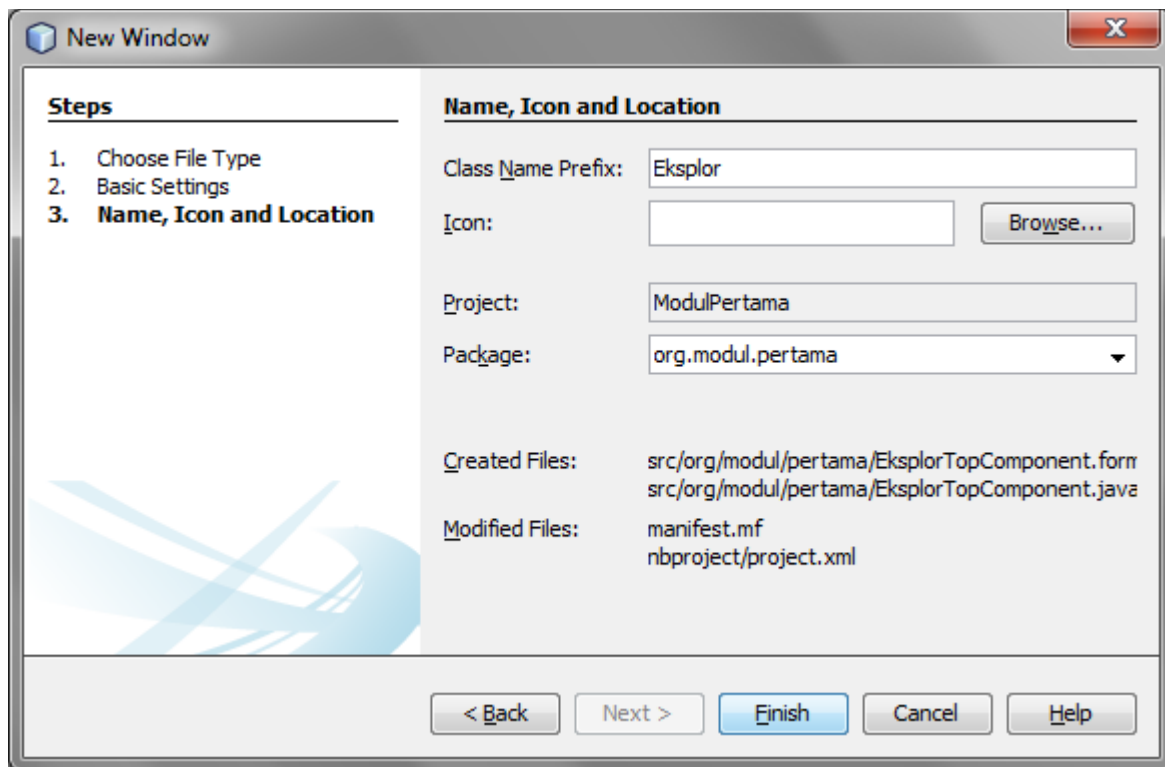 New Window
Steps
1. Choose File Type
2. Basic Settings
3. Name, Icon and Location
Name, Icon and Location
Class Name Prefix: Eksplor
Icon: Browse...
Project: ModulPertama
Package: org.modul.pertama
Created Files: src/org/modul/pertama/EksplorTopComponent.form
src/org/modul/pertama/EksplorTopComponent.java
Modified Files: manifest.mf
nbproject/project.xml
< Back Next > Finish Cancel Help